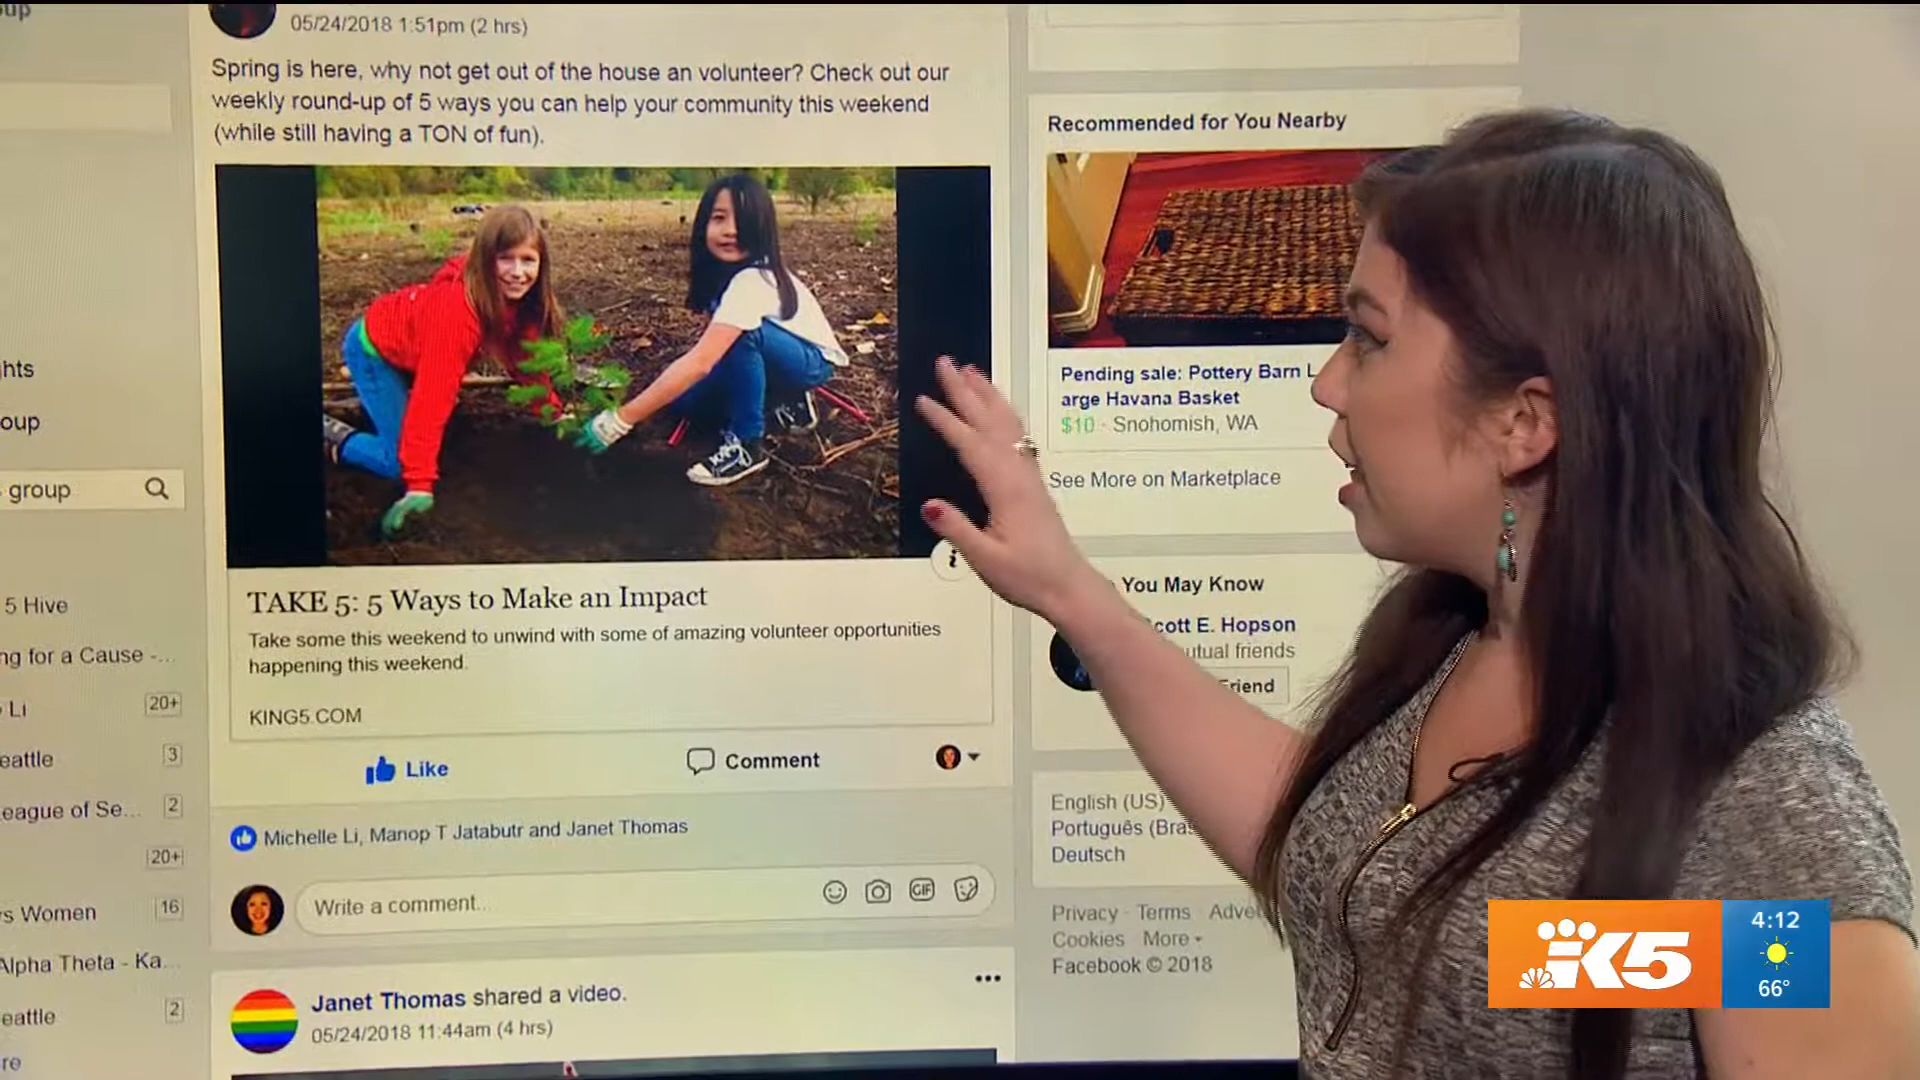 05/24/2018 1:51pm (2 hrs)
Spring is here, why not get out of the house an volunteer? Check out our
weekly round-up of 5 ways you can help your community this weekend
(while still having a TON of fun).
TAKE 5: 5 Ways to Make an Impact
Take some this weekend to unwind with some of amazing volunteer opportunities
happening this weekend.
KING5.COM
Like
Comment
Michelle Li, Manop T Jatabutr and Janet Thomas
Write a comment...
GIF
Janet Thomas shared a video.
05/24/2018 11:44am (4 hrs)
group
5 Hive
ng for a Cause -...
Li
20+
eattle
3
eague of Se...
2
20+
s Women
16
Alpha Theta - Ka...
eattle
2
Recommended for You Nearby
Pending sale: Pottery Barn L
arge Havana Basket
$10 · Snohomish, WA
See More on Marketplace
You May Know
cott E. Hopson
utual friends
Friend
English (US)
Português (Bras
Deutsch
Privacy · Terms · Adve
Cookies · More
Facebook © 2018
K5
4:12
66°